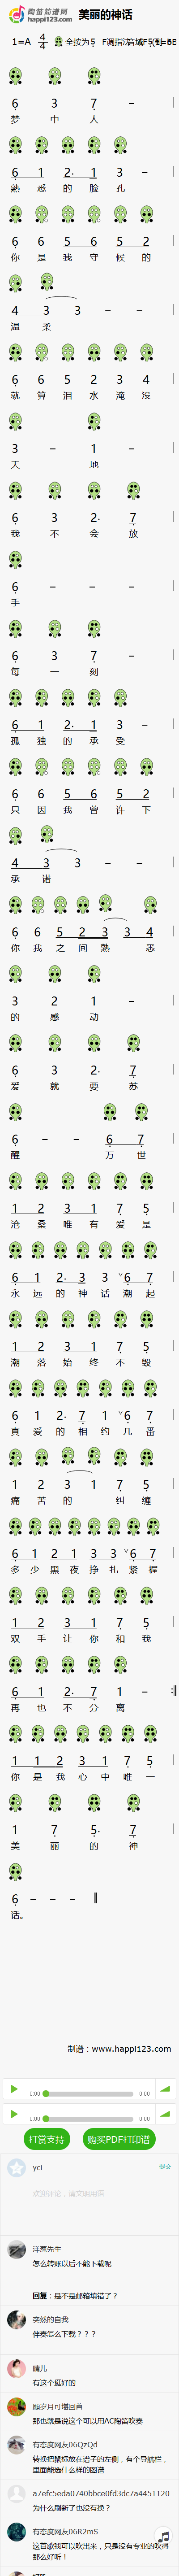 陶笛简谱网
happi123.com
美丽的神话
1=A 4/4 全按为5
6 3 7 -
梦 中 人
6 1 2. 1 3 -
熟 悉 的 脸 孔
6 6 5 6 5 2
你 是 我 守 候 的
4 3 3 - -
温 柔
6 6 5 2 3 4
就 算 泪 水 淹 没
3 - 1 -
天 地
6 3 2. 7
我 不 会 放
6 - - -
手
6 3 7 -
每 一 刻
6 1 2. 1 3 -
孤 独 的 承 受
6 6 5 6 5 2
只 因 我 曾 许 下
4 3 3 - -
承 诺
6 6 5 2 3 3 4
你 我 之 间 熟 悉
3 2 1 -
的 感 动
6 3 2. 7
爱 就 要 苏
6 - - 6 7
醒 万 世
1 2 3 1 7 5
沧 桑 唯 有 爱 是
6 1 2. 3 3 ∨6 7
永 远 的 神 话 潮 起
1 2 3 1 7 5
潮 落 始 终 不 毁
6 1 2. 7 1 ∨6 7
真 爱 的 相 约 几 番
1 2 3 1 7 5
痛 苦 的 纠 缠
6 1 2 1 3 3 ∨6 7
多 少 黑 夜 挣 扎 紧 握
1 2 3 1 7 5
双 手 让 你 和 我
6 1 2. 7 1 -
再 也 不 分 离
1 1 2 3 1 7 5
你 是 我 心 中 唯 一
1 7 5. 7
美 丽 的 神
6 - - -
话。
制谱：www.happi123.com
0:00 0:00
0:00 0:00
打赏支持 购买PDF打印谱
ycl 提交
欢迎评论，请文明用语
洋葱先生
怎么转账以后不能下载呢
回复：是不是邮箱填错了？
突然的自我
伴奏怎么下载？？？
晴儿
有这个挺好的
颜岁月可堪回首
那也就是说这个可以用AC陶笛吹奏
有态度网友06QzQd
转换把鼠标放在谱子的左侧，有个导航栏，
里面能选什么样的图谱
a7efc5eda0740bbce0fd3dc7a4451120
为什么刷新了也没有换？
有态度网友06R2mS
这首歌我可以吹出来，只是没有专业的吹得
那么好听！